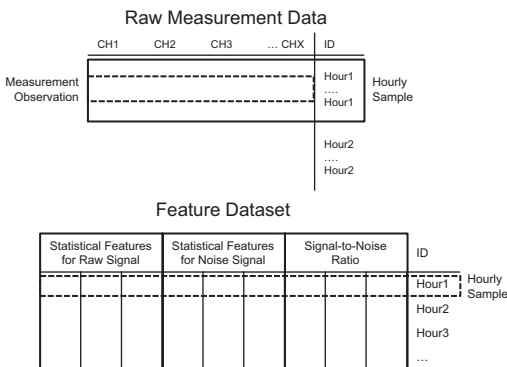 Raw Measurement Data
CH1 CH2 CH3 ... CHX ID
Measurement
Observation
Hour1
....
Hour1
Hourly
Sample
Hour2
....
Hour2
Feature Dataset
Statistical Features
for Raw Signal
Statistical Features
for Noise Signal
Signal-to-Noise
Ratio
ID
Hour1
Hourly
Sample
Hour2
Hour3
...